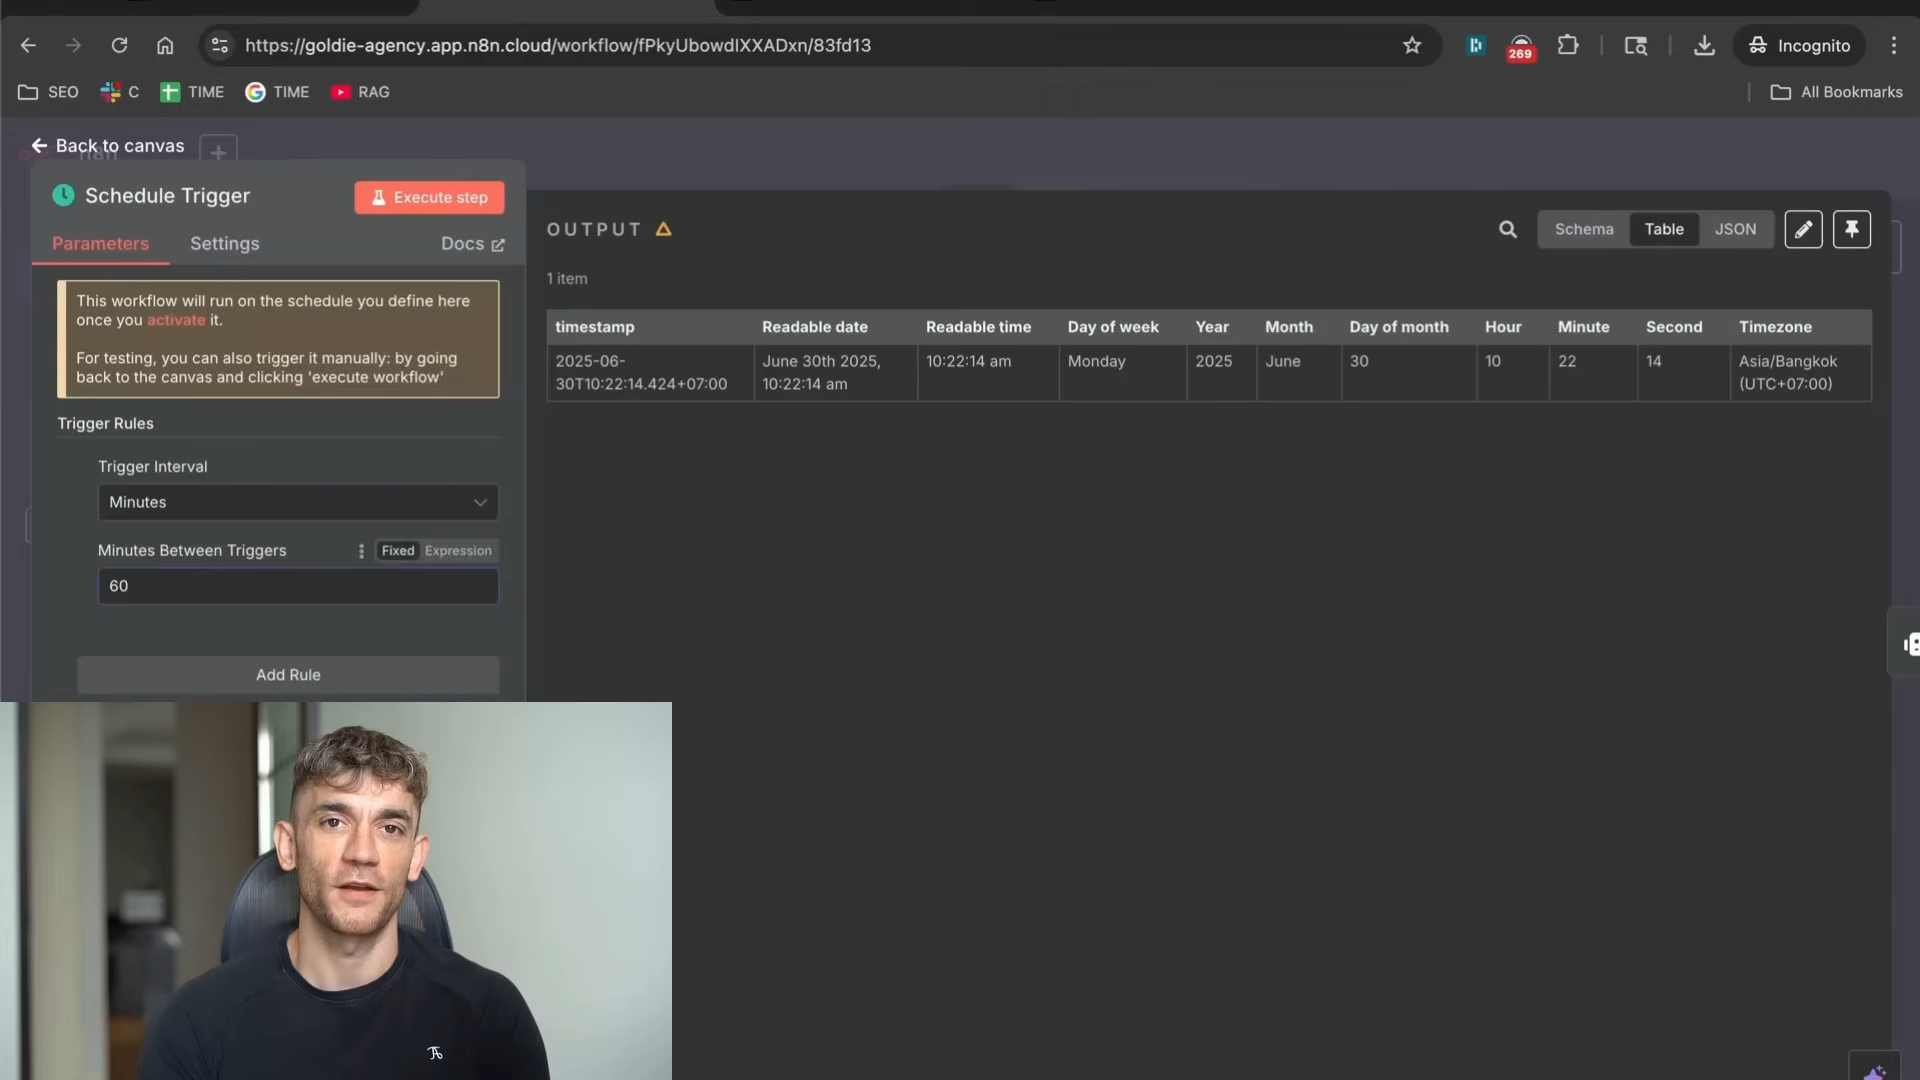 https://goldie-agency.app.n8n.cloud/workflow/fPkyUbowdIXXADxn/83fd13
269
Incognito
SEO
C
TIME
TIME
RAG
All Bookmarks
Back to canvas
Schedule Trigger
Execute step
Parameters
Settings
Docs
This workflow will run on the schedule you define here
once you activate it.
For testing, you can also trigger it manually: by going
back to the canvas and clicking 'execute workflow'
Trigger Rules
Trigger Interval
Minutes
Minutes Between Triggers
Fixed Expression
60
Add Rule
OUTPUT
Schema Table JSON
1 item
timestamp Readable date Readable time Day of week Year Month Day of month Hour Minute Second Timezone
2025-06- June 30th 2025, 10:22:14 am Monday 2025 June 30 10 22 14 Asia/Bangkok
30T10:22:14.424+07:00 10:22:14 am (UTC+07:00)